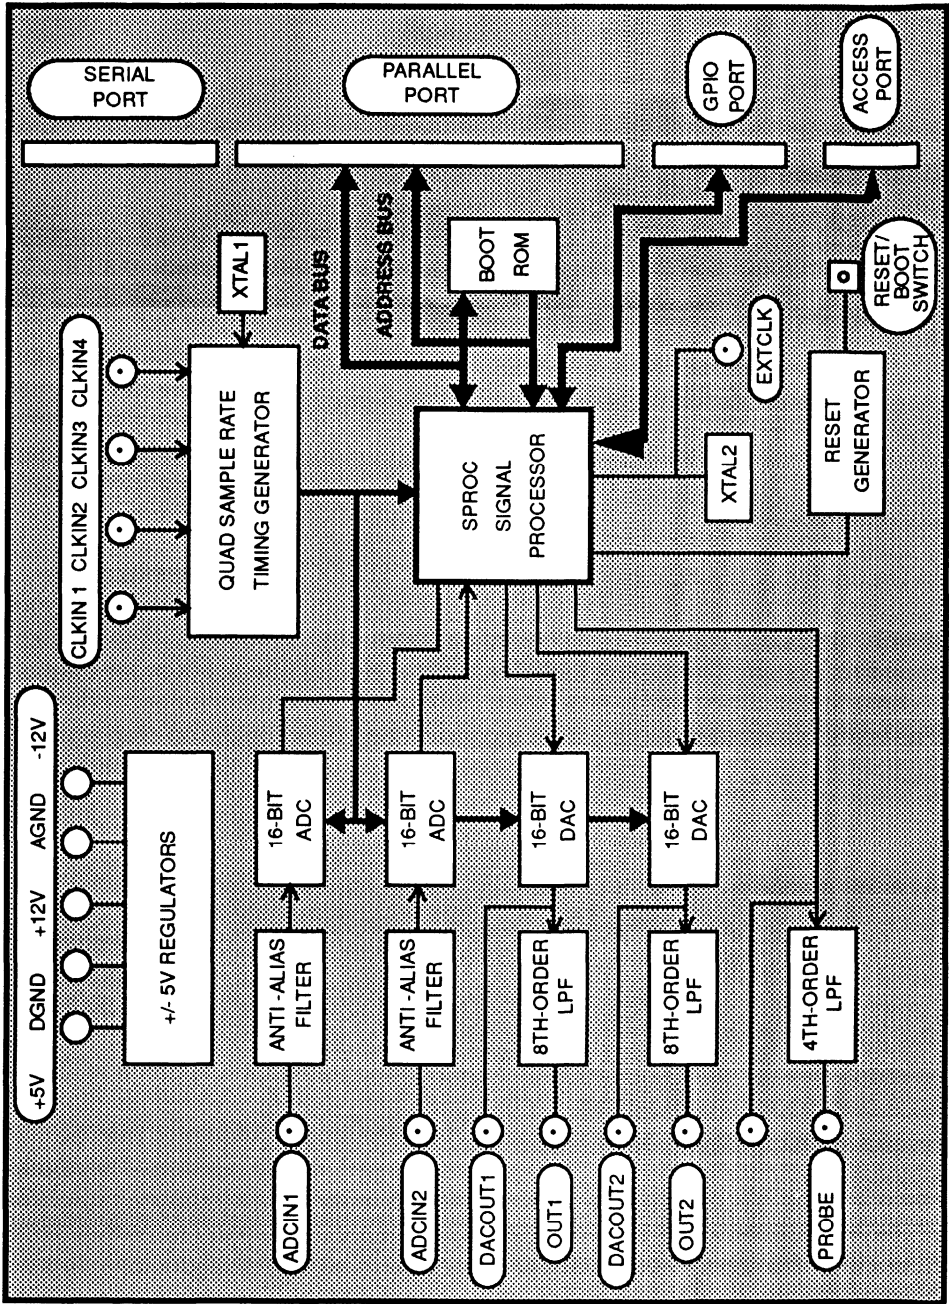 SERIAL
PORT
PARALLEL
PORT
GPIO
PORT
ACCESS
PORT
DATA BUS
ADDRESS BUS
BOOT
ROM
XTAL1
RESET/
BOOT
SWITCH
CLKIN 1 CLKIN2 CLKIN3 CLKIN4
QUAD SAMPLE RATE
TIMING GENERATOR
SPROC
SIGNAL
PROCESSOR
EXTCLK
XTAL2
RESET
GENERATOR
+5V DGND +12V AGND -12V
+/- 5V REGULATORS
16-BIT
ADC
16-BIT
ADC
16-BIT
DAC
16-BIT
DAC
ANTI -ALIAS
FILTER
ANTI -ALIAS
FILTER
8TH-ORDER
LPF
8TH-ORDER
LPF
4TH-ORDER
LPF
ADCIN1
ADCIN2
DACOUT1
OUT1
DACOUT2
OUT2
PROBE